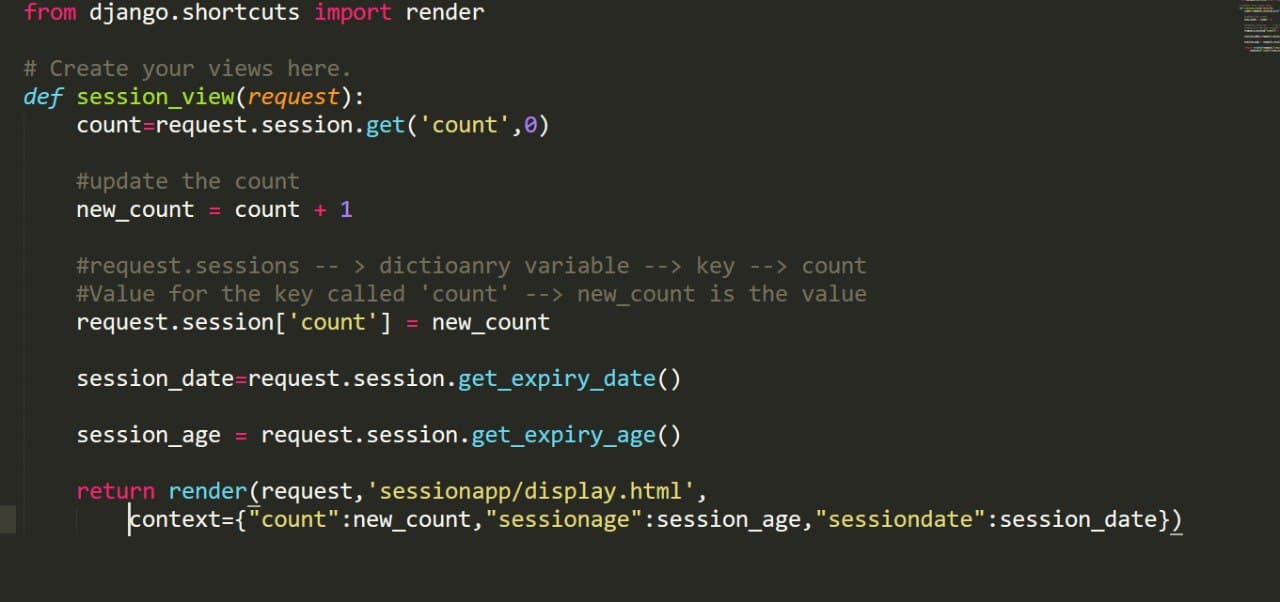 from django.shortcuts import render
# Create your views here.
def session_view(request):
count=request.session.get('count',0)
#update the count
new_count = count + 1
#request.sessions -- > dictioanry variable --> key --> count
#Value for the key called 'count' --> new_count is the value
request.session['count'] = new_count
session_date=request.session.get_expiry_date()
session_age = request.session.get_expiry_age()
return render(request,'sessionapp/display.html',
context={"count":new_count,"sessionage":session_age,"sessiondate":session_date})